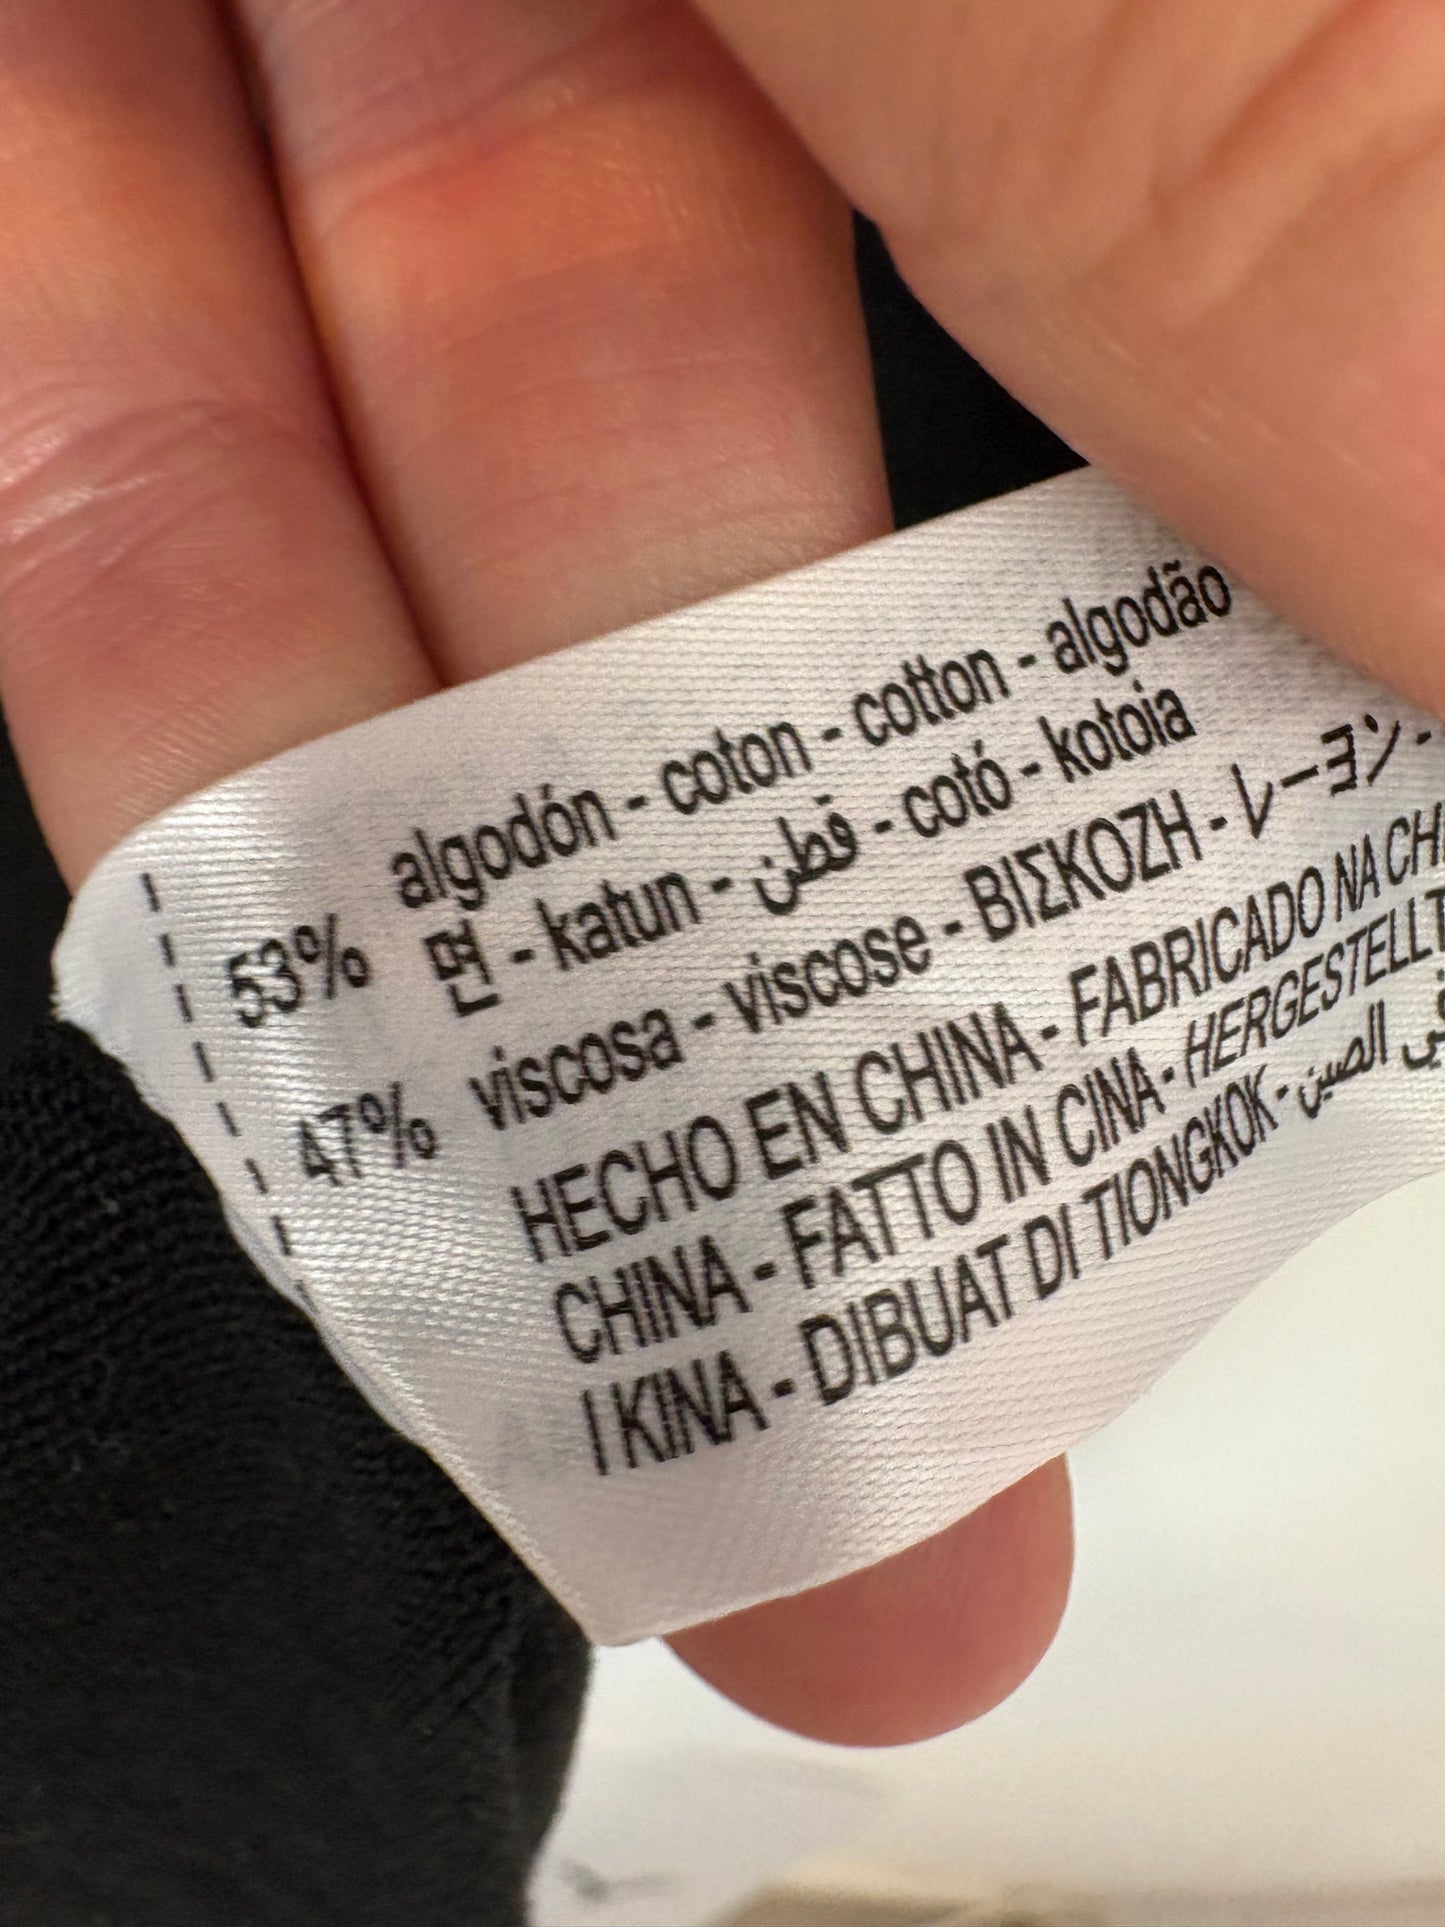 53% algodón - coton - cotton - algodão
면 - katun - قطن - cotó - kotoia
47% viscosa - viscose - ΒΙΣΚΟΖΗ - レーヨン -
HECHO EN CHINA - FABRICADO NA
CHINA - FATTO IN CINA - HERGESTELLT
I KINA - DIBUAT DI TIONGKOK - الصين